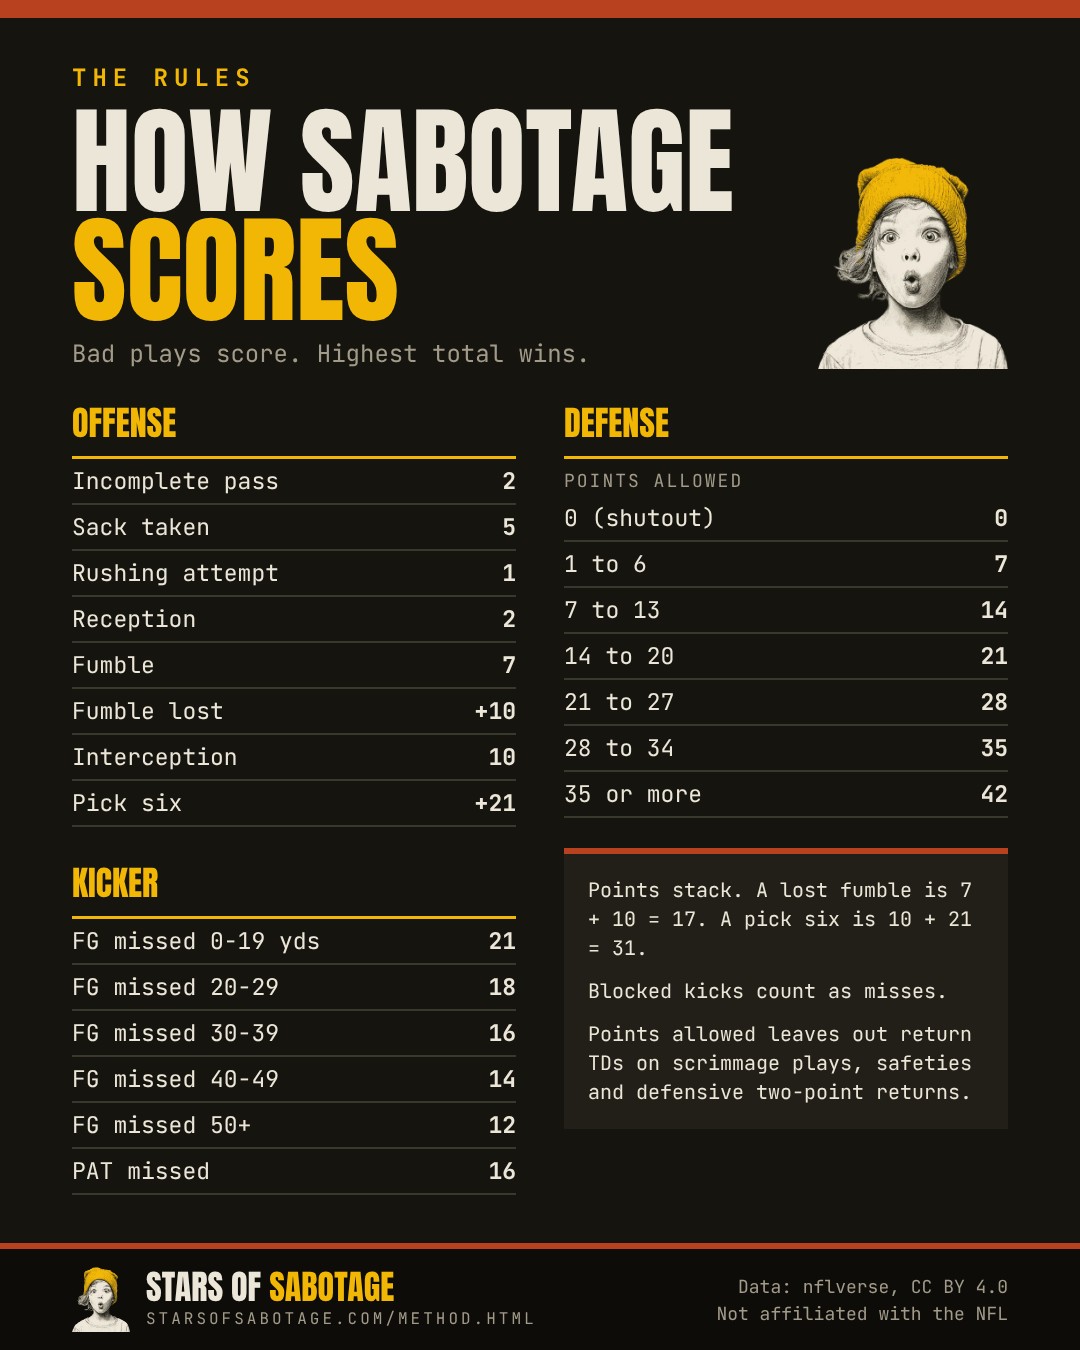 THE RULES
HOW SABOTAGE
SCORES
Bad plays score. Highest total wins.
OFFENSE
Incomplete pass 2
Sack taken 5
Rushing attempt 1
Reception 2
Fumble 7
Fumble lost +10
Interception 10
Pick six +21
KICKER
FG missed 0-19 yds 21
FG missed 20-29 18
FG missed 30-39 16
FG missed 40-49 14
FG missed 50+ 12
PAT missed 16
DEFENSE
POINTS ALLOWED
0 (shutout) 0
1 to 6 7
7 to 13 14
14 to 20 21
21 to 27 28
28 to 34 35
35 or more 42
Points stack. A lost fumble is 7
+ 10 = 17. A pick six is 10 + 21
= 31.
Blocked kicks count as misses.
Points allowed leaves out return
TDs on scrimmage plays, safeties
and defensive two-point returns.
STARS OF SABOTAGE
STARSOFSABOTAGE.COM/METHOD.HTML
Data: nflverse, CC BY 4.0
Not affiliated with the NFL